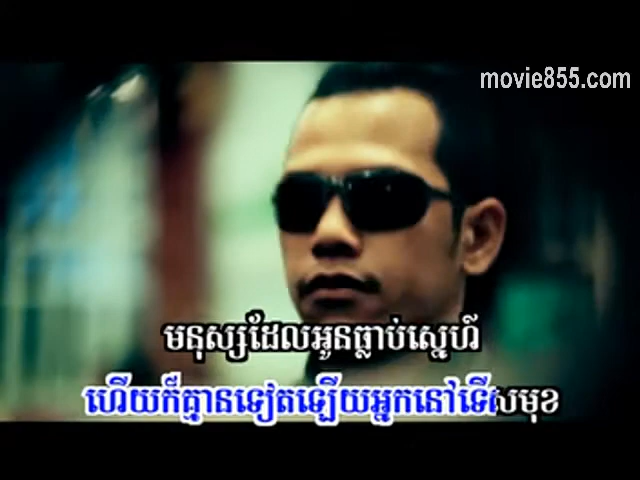 movie855.com
មនុស្សដែលអូនធ្លាប់ស្នេហ៍
ហើយក៏គ្មានទៀតឡើយអ្នកនៅទើសមុខ